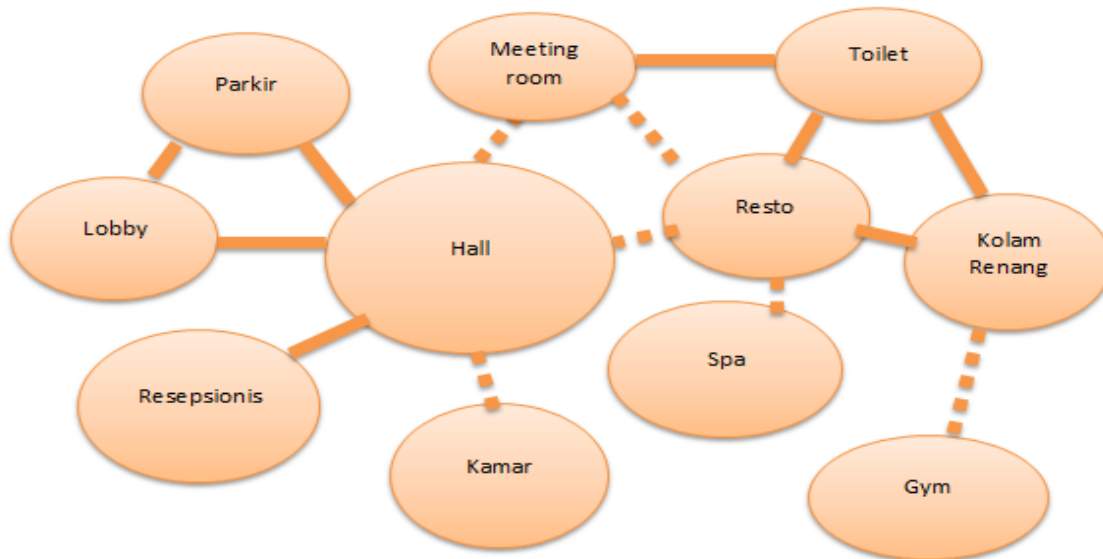 Meeting
room
Toilet
Parkir
Lobby
Hall
Resto
Kolam
Renang
Resepsionis
Spa
Kamar
Gym